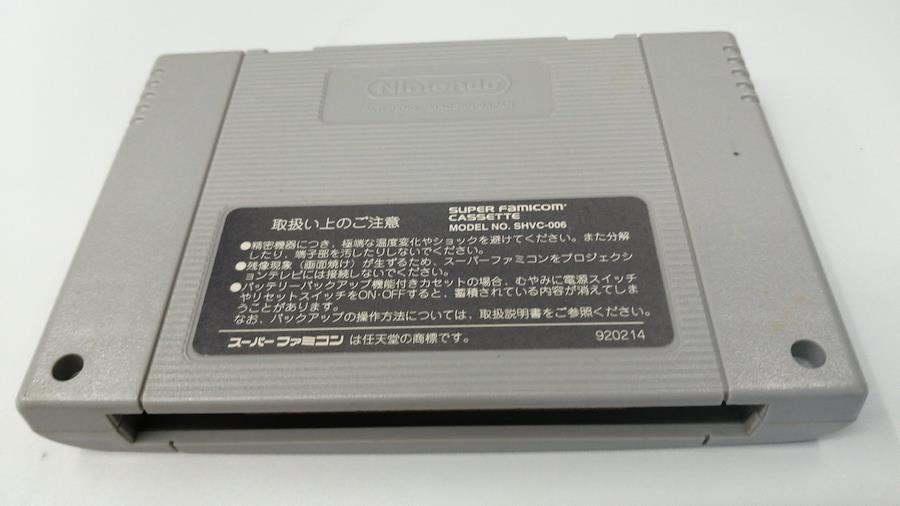 Nintendo
MADE IN JAPAN
取扱い上のご注意
SUPER FAMICOM
CASSETTE
MODEL NO. SHVC-006
●精密機器につき、極端な温度変化やショックを避けてください。また分解
したり、端子部を汚したりしないでください。
●残像現象（画面焼け）が生ずるため、スーパーファミコンをプロジェクシ
ョンテレビには接続しないでください。
●バッテリーバックアップ機能付きカセットの場合、むやみに電源スイッチ
やリセットスイッチをON・OFFすると、蓄積されている内容が消えてしま
うことがあります。
なお、バックアップの操作方法については、取扱説明書をご参照ください。
スーパーファミコン は任天堂の商標です。
920214